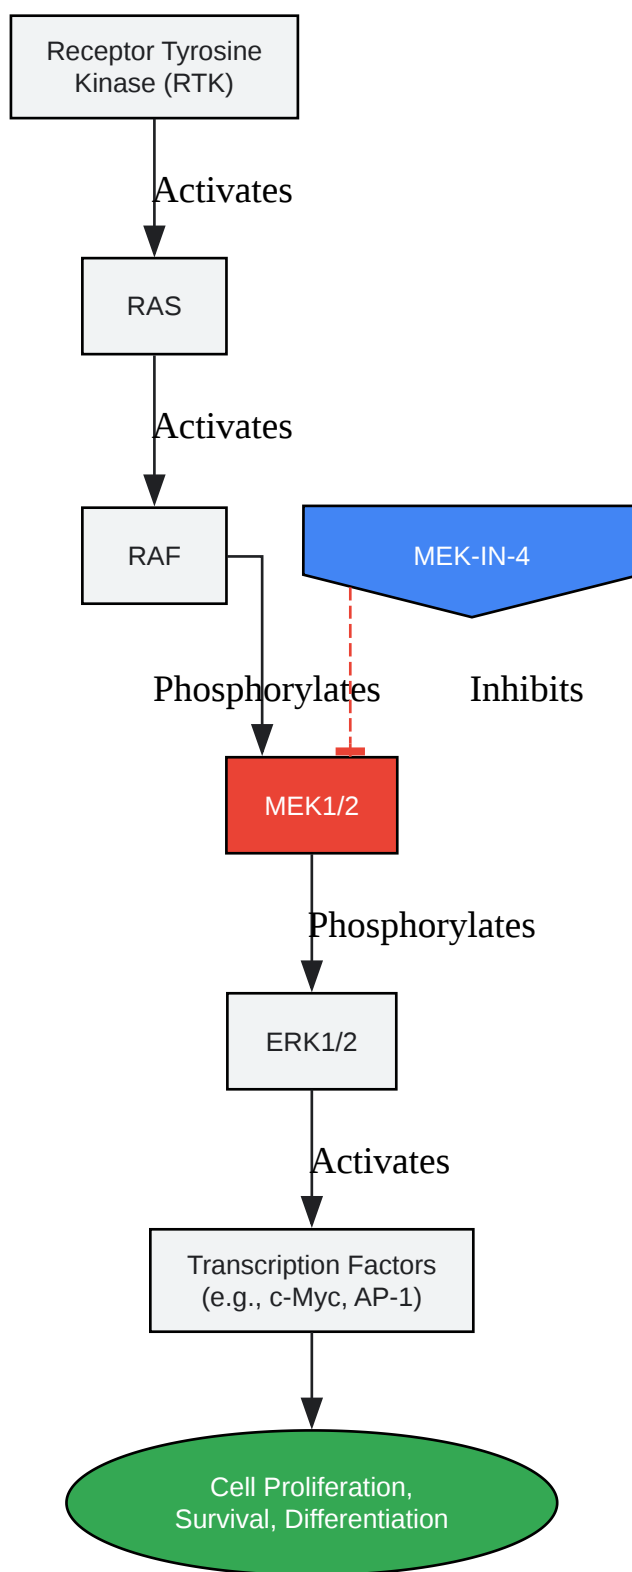 Receptor Tyrosine
Kinase (RTK)
Activates
RAS
Activates
RAF
MEK-IN-4
Phosphorylates
Inhibits
MEK1/2
Phosphorylates
ERK1/2
Activates
Transcription Factors
(e.g., c-Myc, AP-1)
Cell Proliferation,
Survival, Differentiation